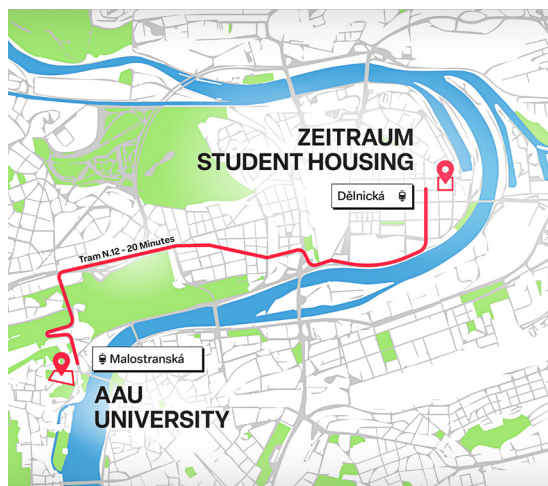 ZEITRAUM
STUDENT HOUSING
Dělnická
Tram N.12 - 20 Minutes
Malostranská
AAU
UNIVERSITY